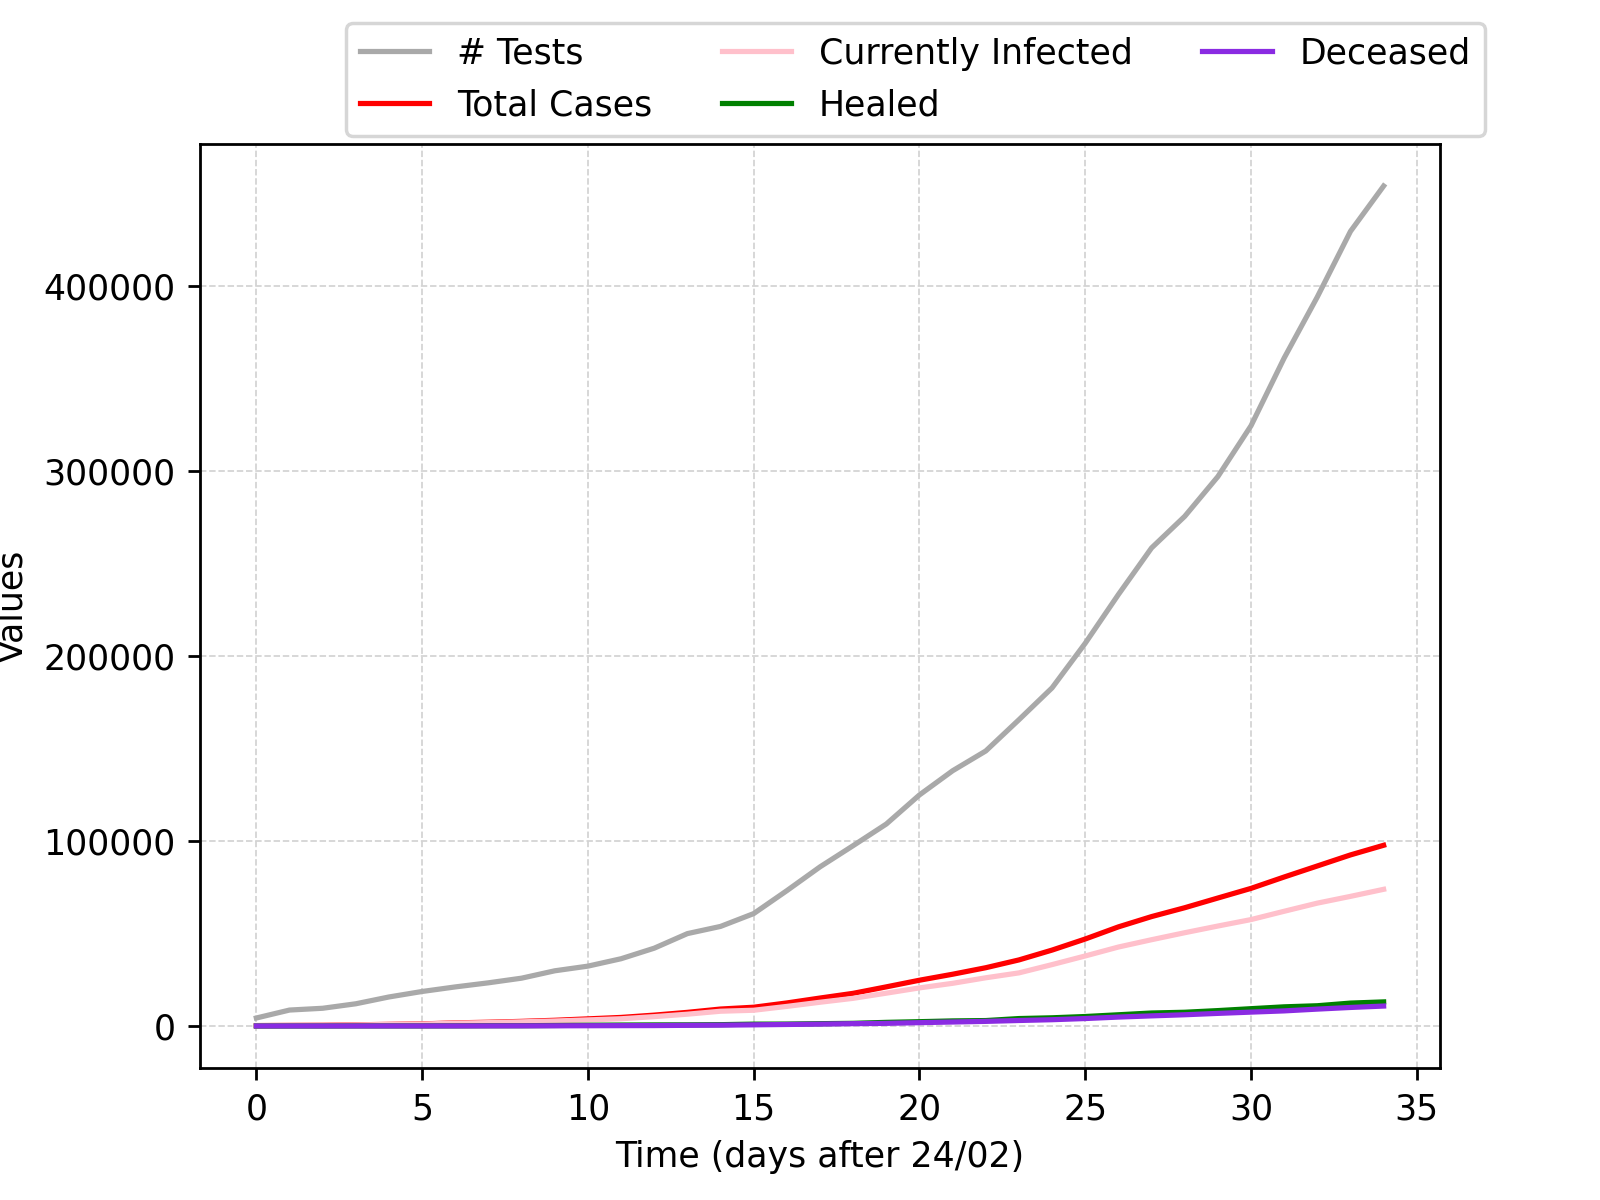 # Tests Currently Infected Deceased
Total Cases Healed
400000
300000
200000
100000
0
Values
0 5 10 15 20 25 30 35
Time (days after 24/02)